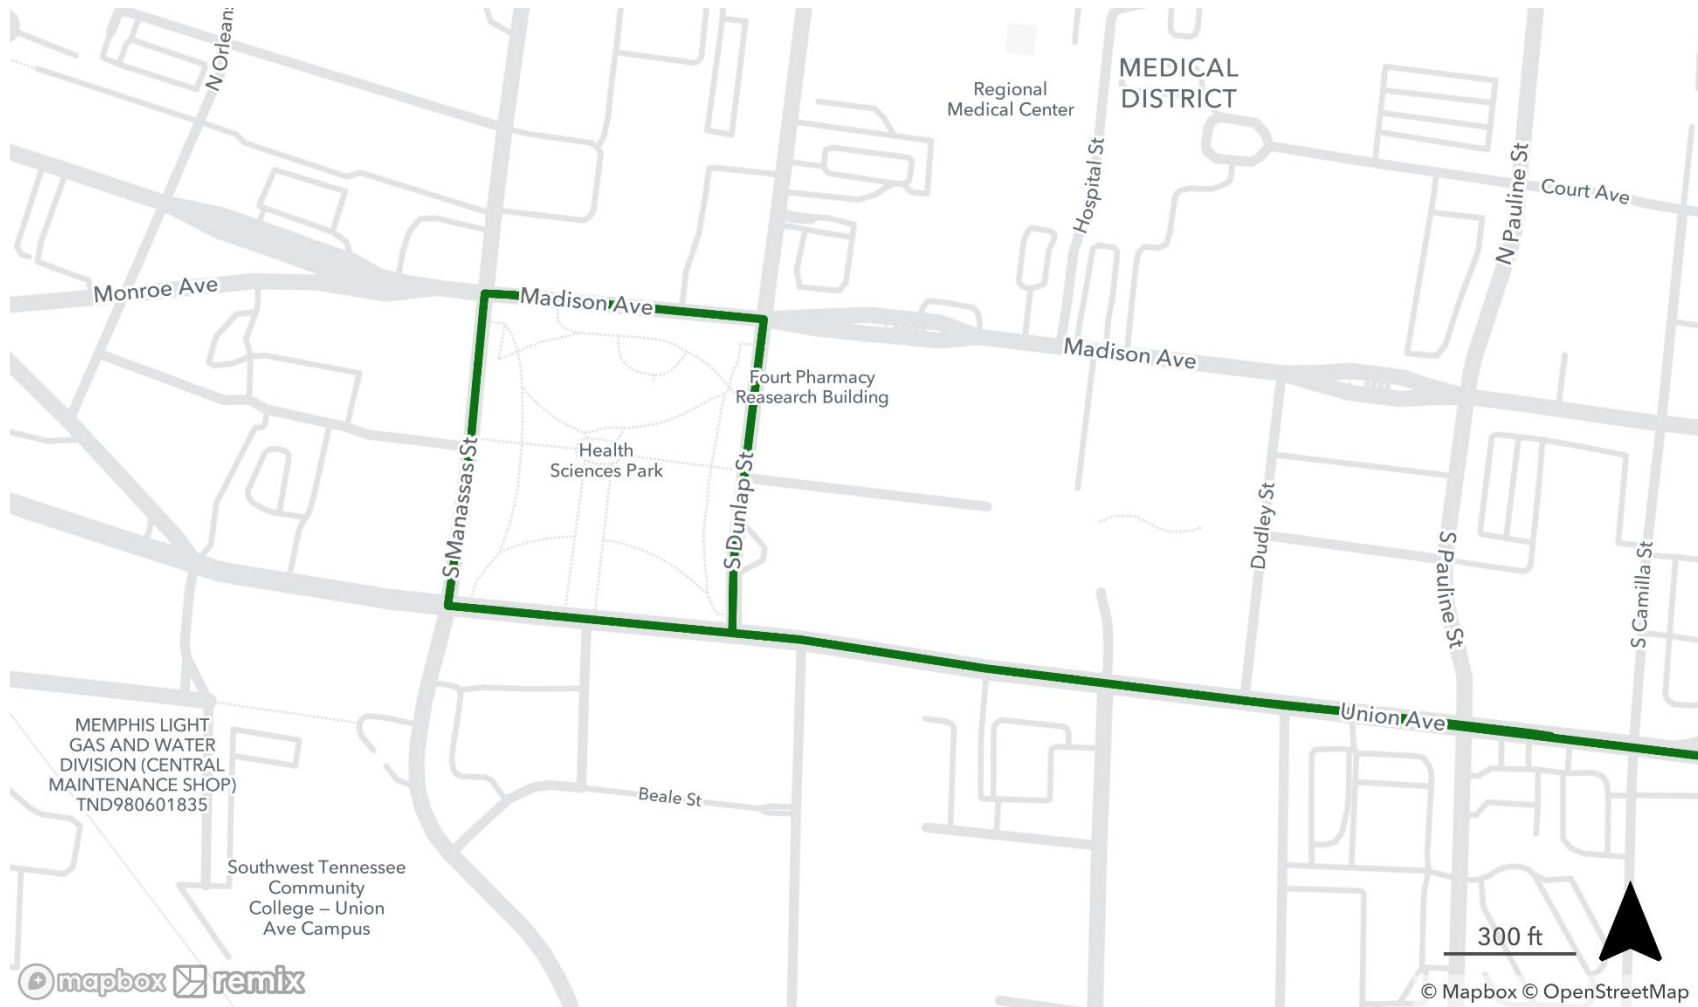 N Orlean
MEDICAL
DISTRICT
Regional
Medical Center
Hospital St
N Pauline St
Court Ave
Monroe Ave
Madison Ave
Madison Ave
Fourt Pharmacy
Reasearch Building
Health
Sciences Park
S Manassas St
S Dunlap St
Dudley St
S Pauline St
S Camilla St
Union Ave
MEMPHIS LIGHT
GAS AND WATER
DIVISION (CENTRAL
MAINTENANCE SHOP)
TND980601835
Beale St
Southwest Tennessee
Community
College – Union
Ave Campus
300 ft
mapbox remix
© Mapbox © OpenStreetMap